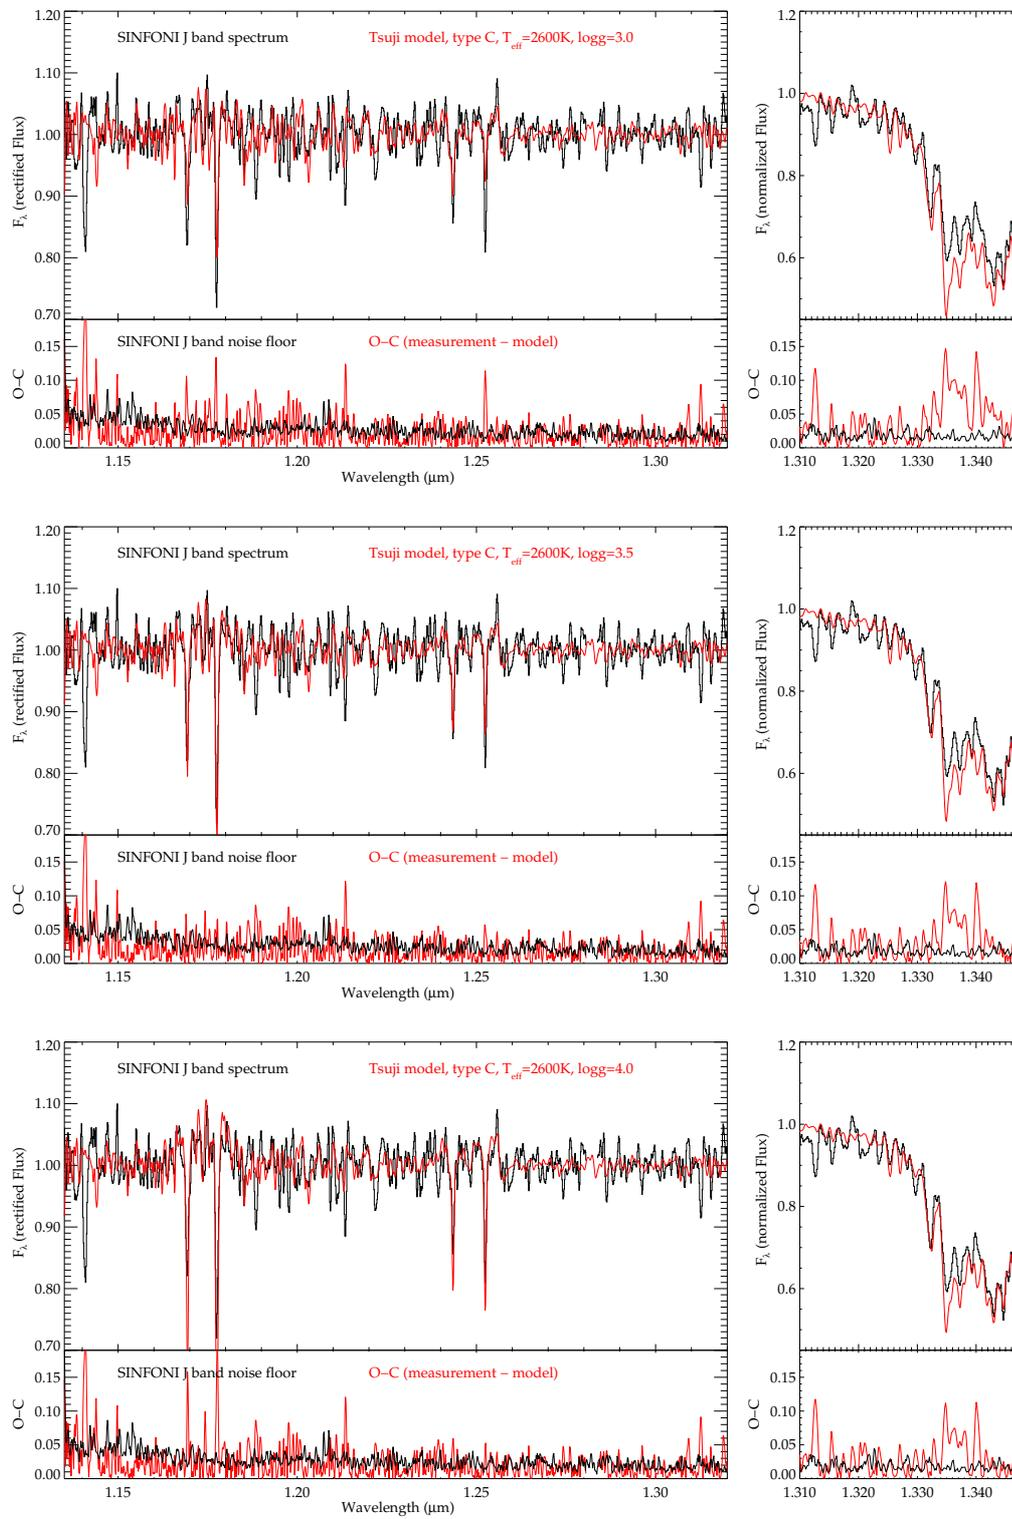 1.20
SINFONI J band spectrum
Tsuji model, type C, Teff=2600K, logg=3.0
1.10
1.00
0.90
0.80
0.70
Fλ (rectified Flux)
SINFONI J band noise floor
O−C (measurement − model)
0.15
0.10
0.05
0.00
O−C
1.15 1.20 1.25 1.30
Wavelength (μm)
1.2
1.0
0.8
0.6
Fλ (normalized Flux)
0.15
0.10
0.05
0.00
O−C
1.310 1.320 1.330 1.340
1.20
SINFONI J band spectrum
Tsuji model, type C, Teff=2600K, logg=3.5
1.10
1.00
0.90
0.80
0.70
Fλ (rectified Flux)
SINFONI J band noise floor
O−C (measurement − model)
0.15
0.10
0.05
0.00
O−C
1.15 1.20 1.25 1.30
Wavelength (μm)
1.2
1.0
0.8
0.6
Fλ (normalized Flux)
0.15
0.10
0.05
0.00
O−C
1.310 1.320 1.330 1.340
1.20
SINFONI J band spectrum
Tsuji model, type C, Teff=2600K, logg=4.0
1.10
1.00
0.90
0.80
0.70
Fλ (rectified Flux)
SINFONI J band noise floor
O−C (measurement − model)
0.15
0.10
0.05
0.00
O−C
1.15 1.20 1.25 1.30
Wavelength (μm)
1.2
1.0
0.8
0.6
Fλ (normalized Flux)
0.15
0.10
0.05
0.00
O−C
1.310 1.320 1.330 1.340